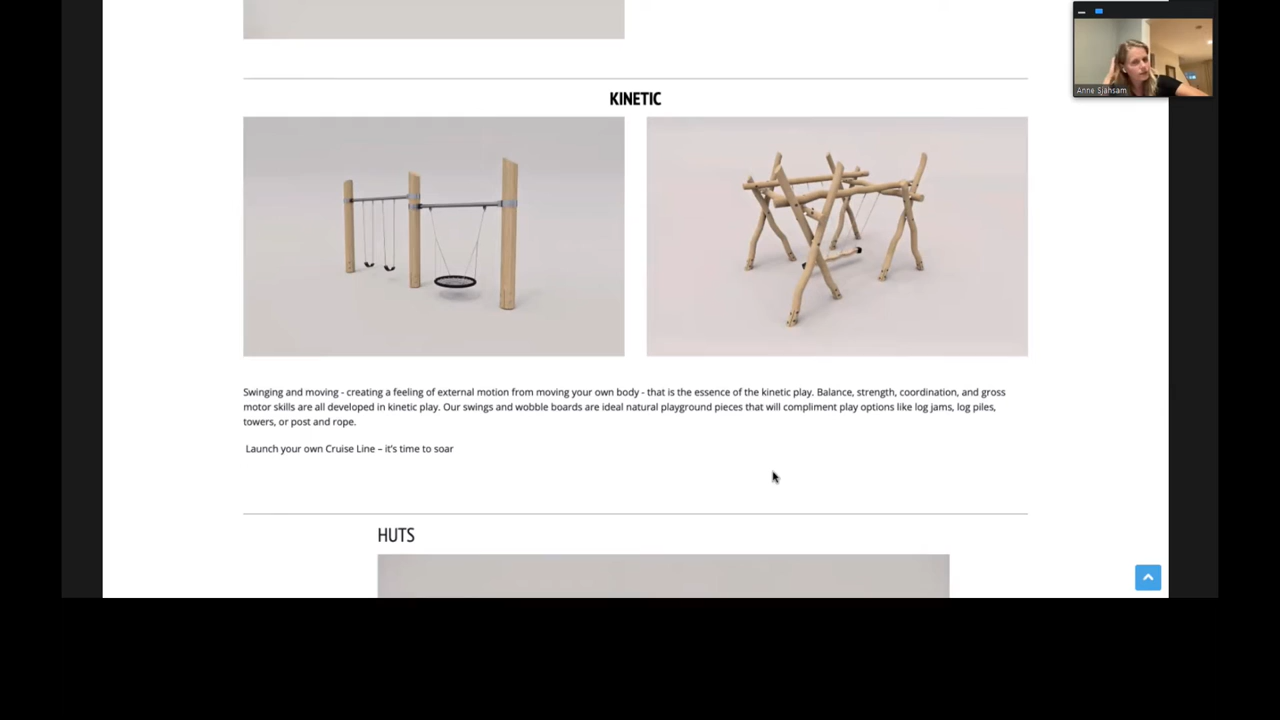 Anne Sjahsam
KINETIC
Swinging and moving - creating a feeling of external motion from moving your own body - that is the essence of the kinetic play. Balance, strength, coordination, and gross
motor skills are all developed in kinetic play. Our swings and wobble boards are ideal natural playground pieces that will compliment play options like log jams, log piles,
towers, or post and rope.
Launch your own Cruise Line – it's time to soar
HUTS